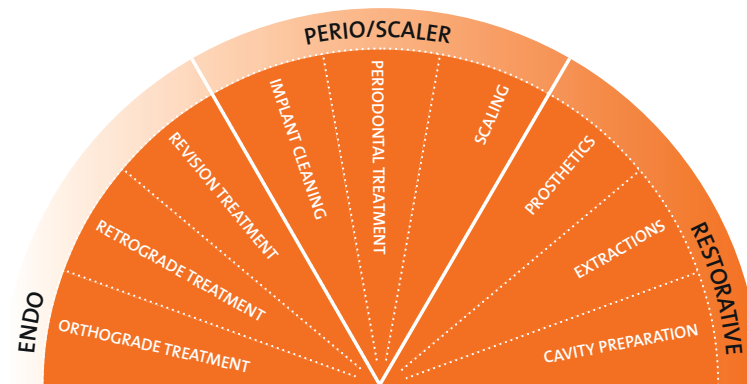 PERIO/SCALER
ENDO
RESTORATIVE
ORTHOGRADE TREATMENT
RETROGRADE TREATMENT
REVISION TREATMENT
IMPLANT CLEANING
PERIODONTAL TREATMENT
SCALING
PROSTHETICS
EXTRACTIONS
CAVITY PREPARATION